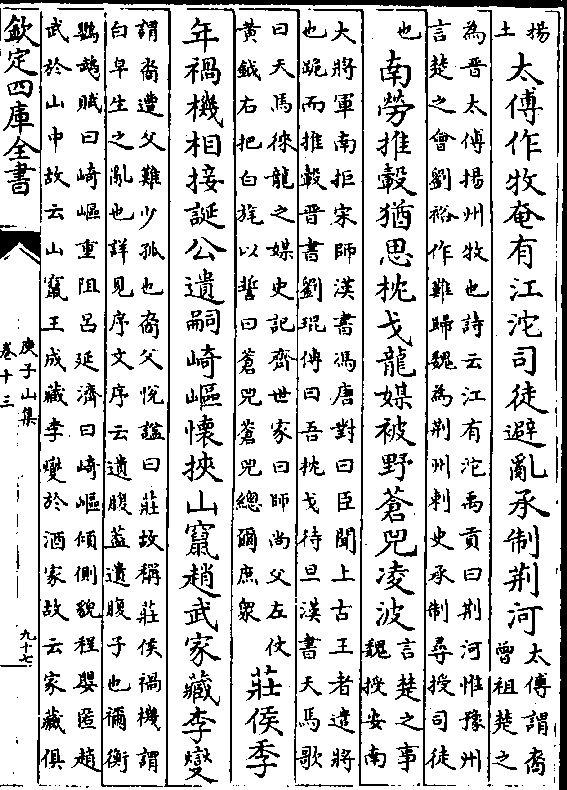 揚
土
太傅作牧奄有江沱司徒避亂承制荆河
太傅謂裔
曾祖楚之
為晉太傅揚州牧也詩云江有沱禹貢曰荆河惟豫州
言楚之會劉裕作難歸魏為荆州刺史承制尋授司徒
也
南勞推轂猶思枕戈龍媒被野蒼兕凌波
言楚之事
魏授安南
大將軍南拒宋師漢書馮唐對曰臣聞上古王者遣將
也跪而推轂晉書劉琨傳曰吾枕戈待旦漢書天馬歌
曰天馬徠龍之媒史記齊世家曰師尚父左仗
黄鉞右把白旄以誓曰蒼兕蒼兕總爾庶衆
莊侯季
年禍機相接誕公遺嗣崎嶇懷挾山竄趙武家藏李燮
謂裔遭父難少孤也裔父悅諡曰莊故稱莊侯禍機謂
白早生之亂也詳見序文序云遺腹蓋遺腹子也禰衡
鸚鵡賦曰崎嶇重阻吕延濟曰崎嶇傾側貌程嬰匿趙
武於山中故云山竄王成藏李燮於酒家故云家藏俱
欽定四庫全書
庾子山集
卷十三
九十七